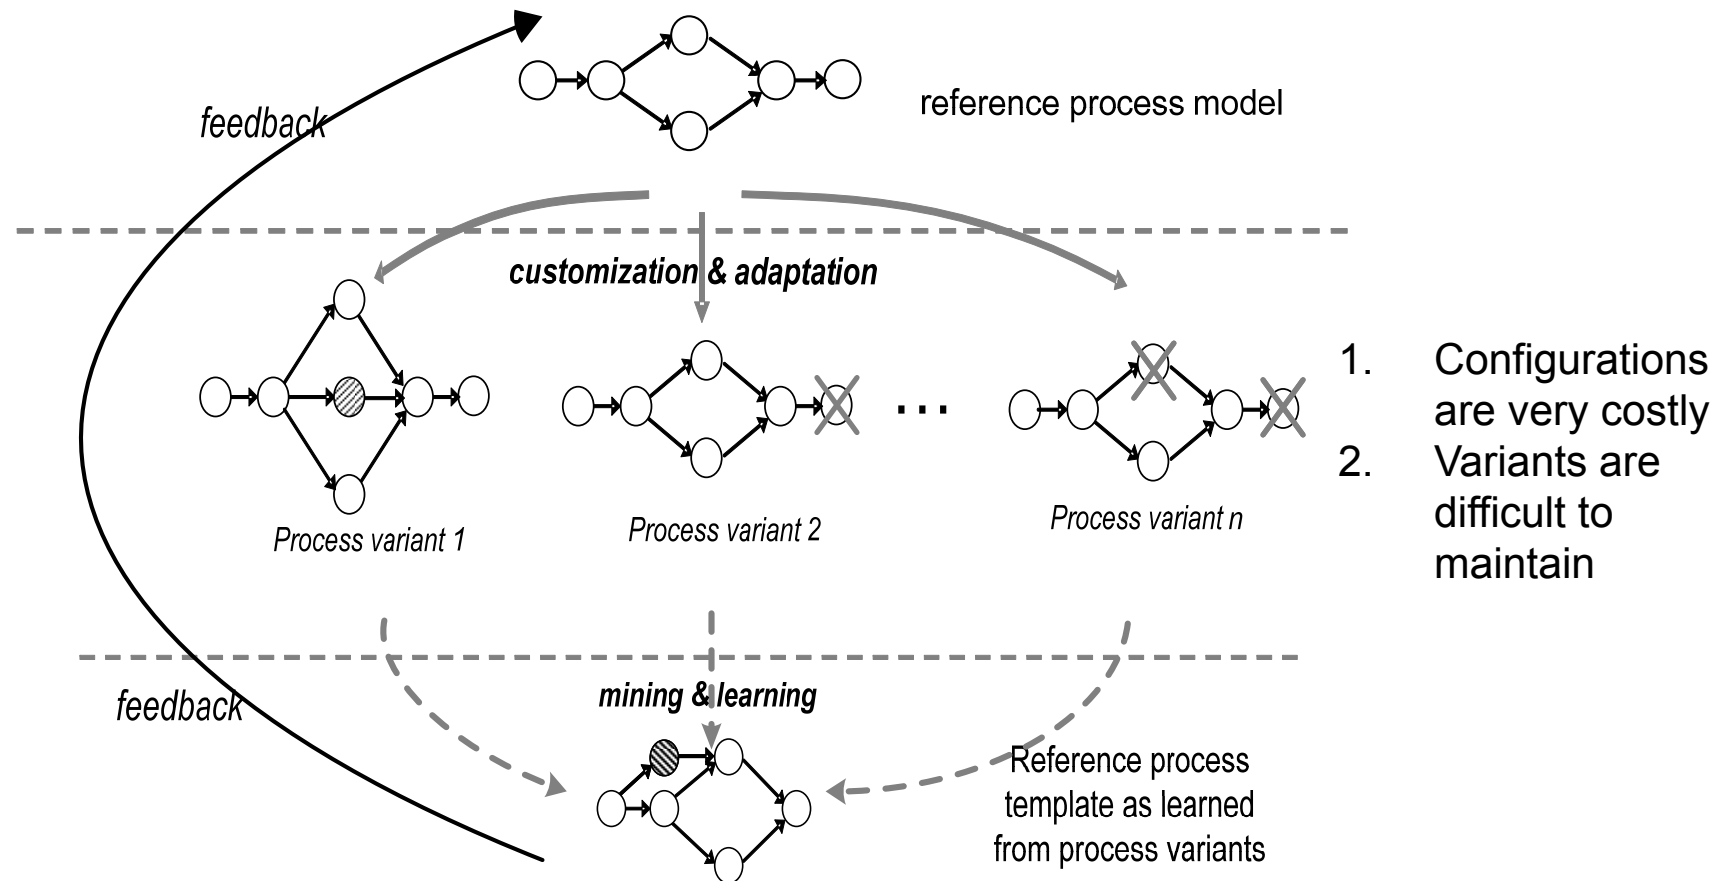 feedback
reference process model
customization & adaptation
1. Configurations
are very costly
2. Variants are
difficult to
maintain
...
Process variant 1
Process variant 2
Process variant n
feedback
mining & learning
Reference process
template as learned
from process variants